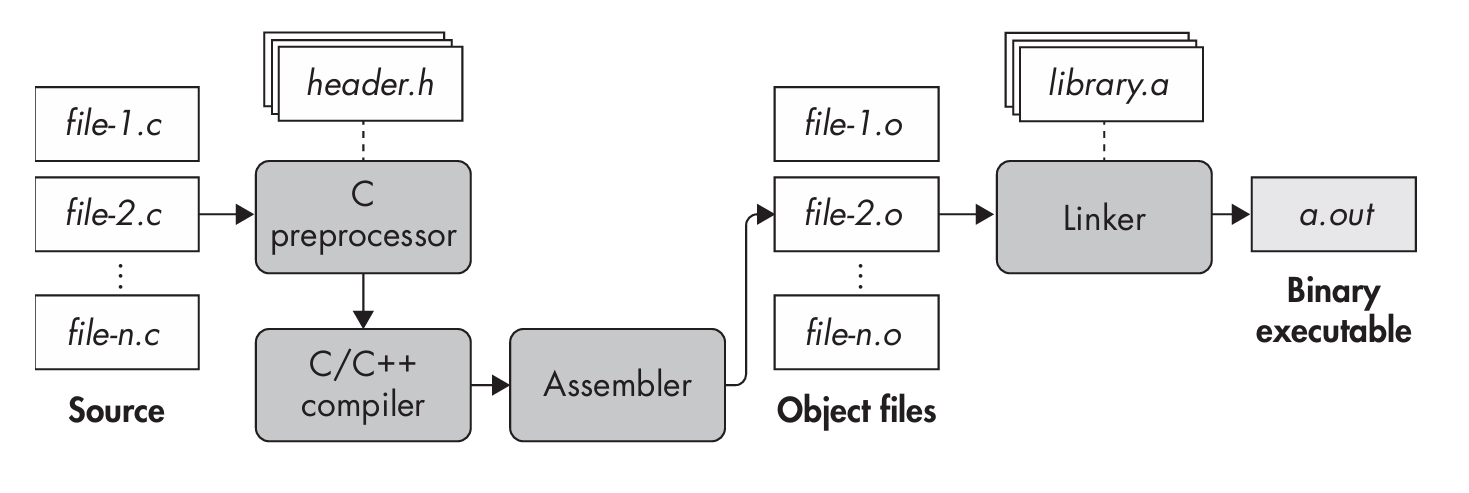 file-1.c
file-2.c
⋮
file-n.c
Source
header.h
C
preprocessor
C/C++
compiler
Assembler
file-1.o
file-2.o
⋮
file-n.o
Object files
library.a
Linker
a.out
Binary
executable